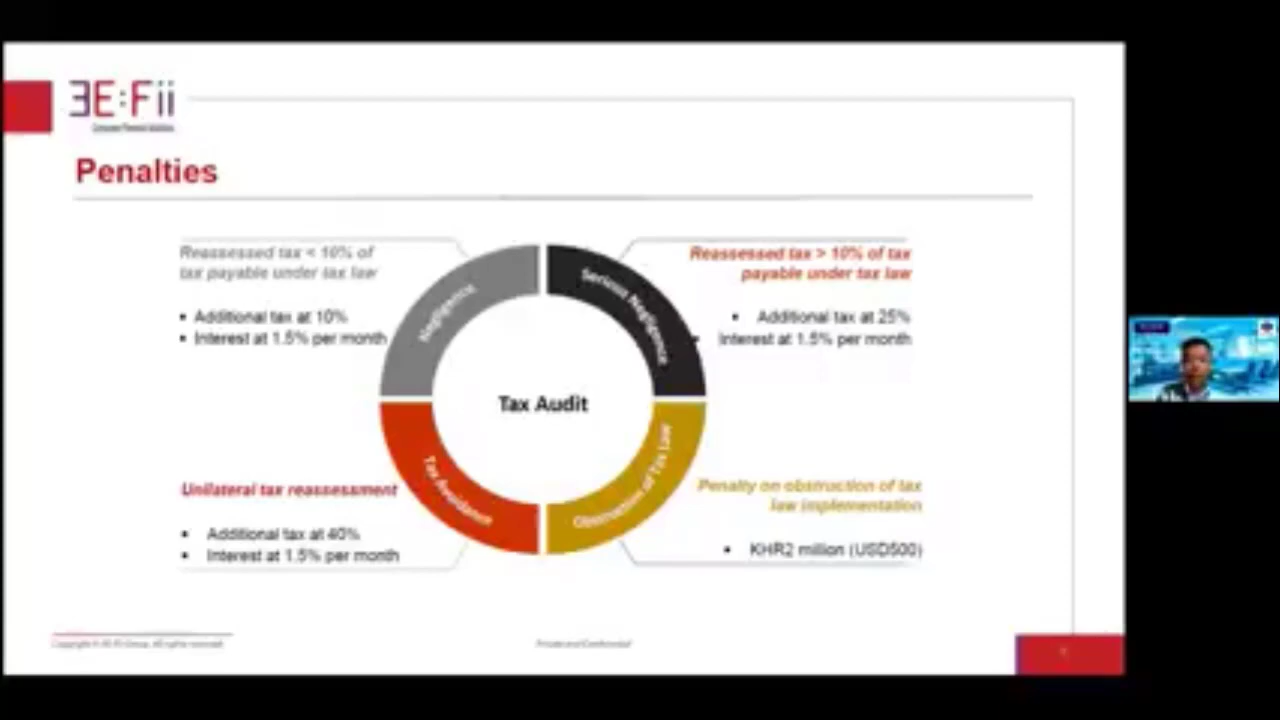 3E:Fii
Penalties
Reassessed tax < 10% of
tax payable under tax law
• Additional tax at 10%
• Interest at 1.5% per month
Negligence
Serious Negligence
Reassessed tax > 10% of tax
payable under tax law
• Additional tax at 25%
• Interest at 1.5% per month
Tax Audit
Unilateral tax reassessment
• Additional tax at 40%
• Interest at 1.5% per month
Tax Avoidance
Obstruction of Tax Law
Penalty on obstruction of tax
law implementation
• KHR2 million (USD500)
Private and Confidential